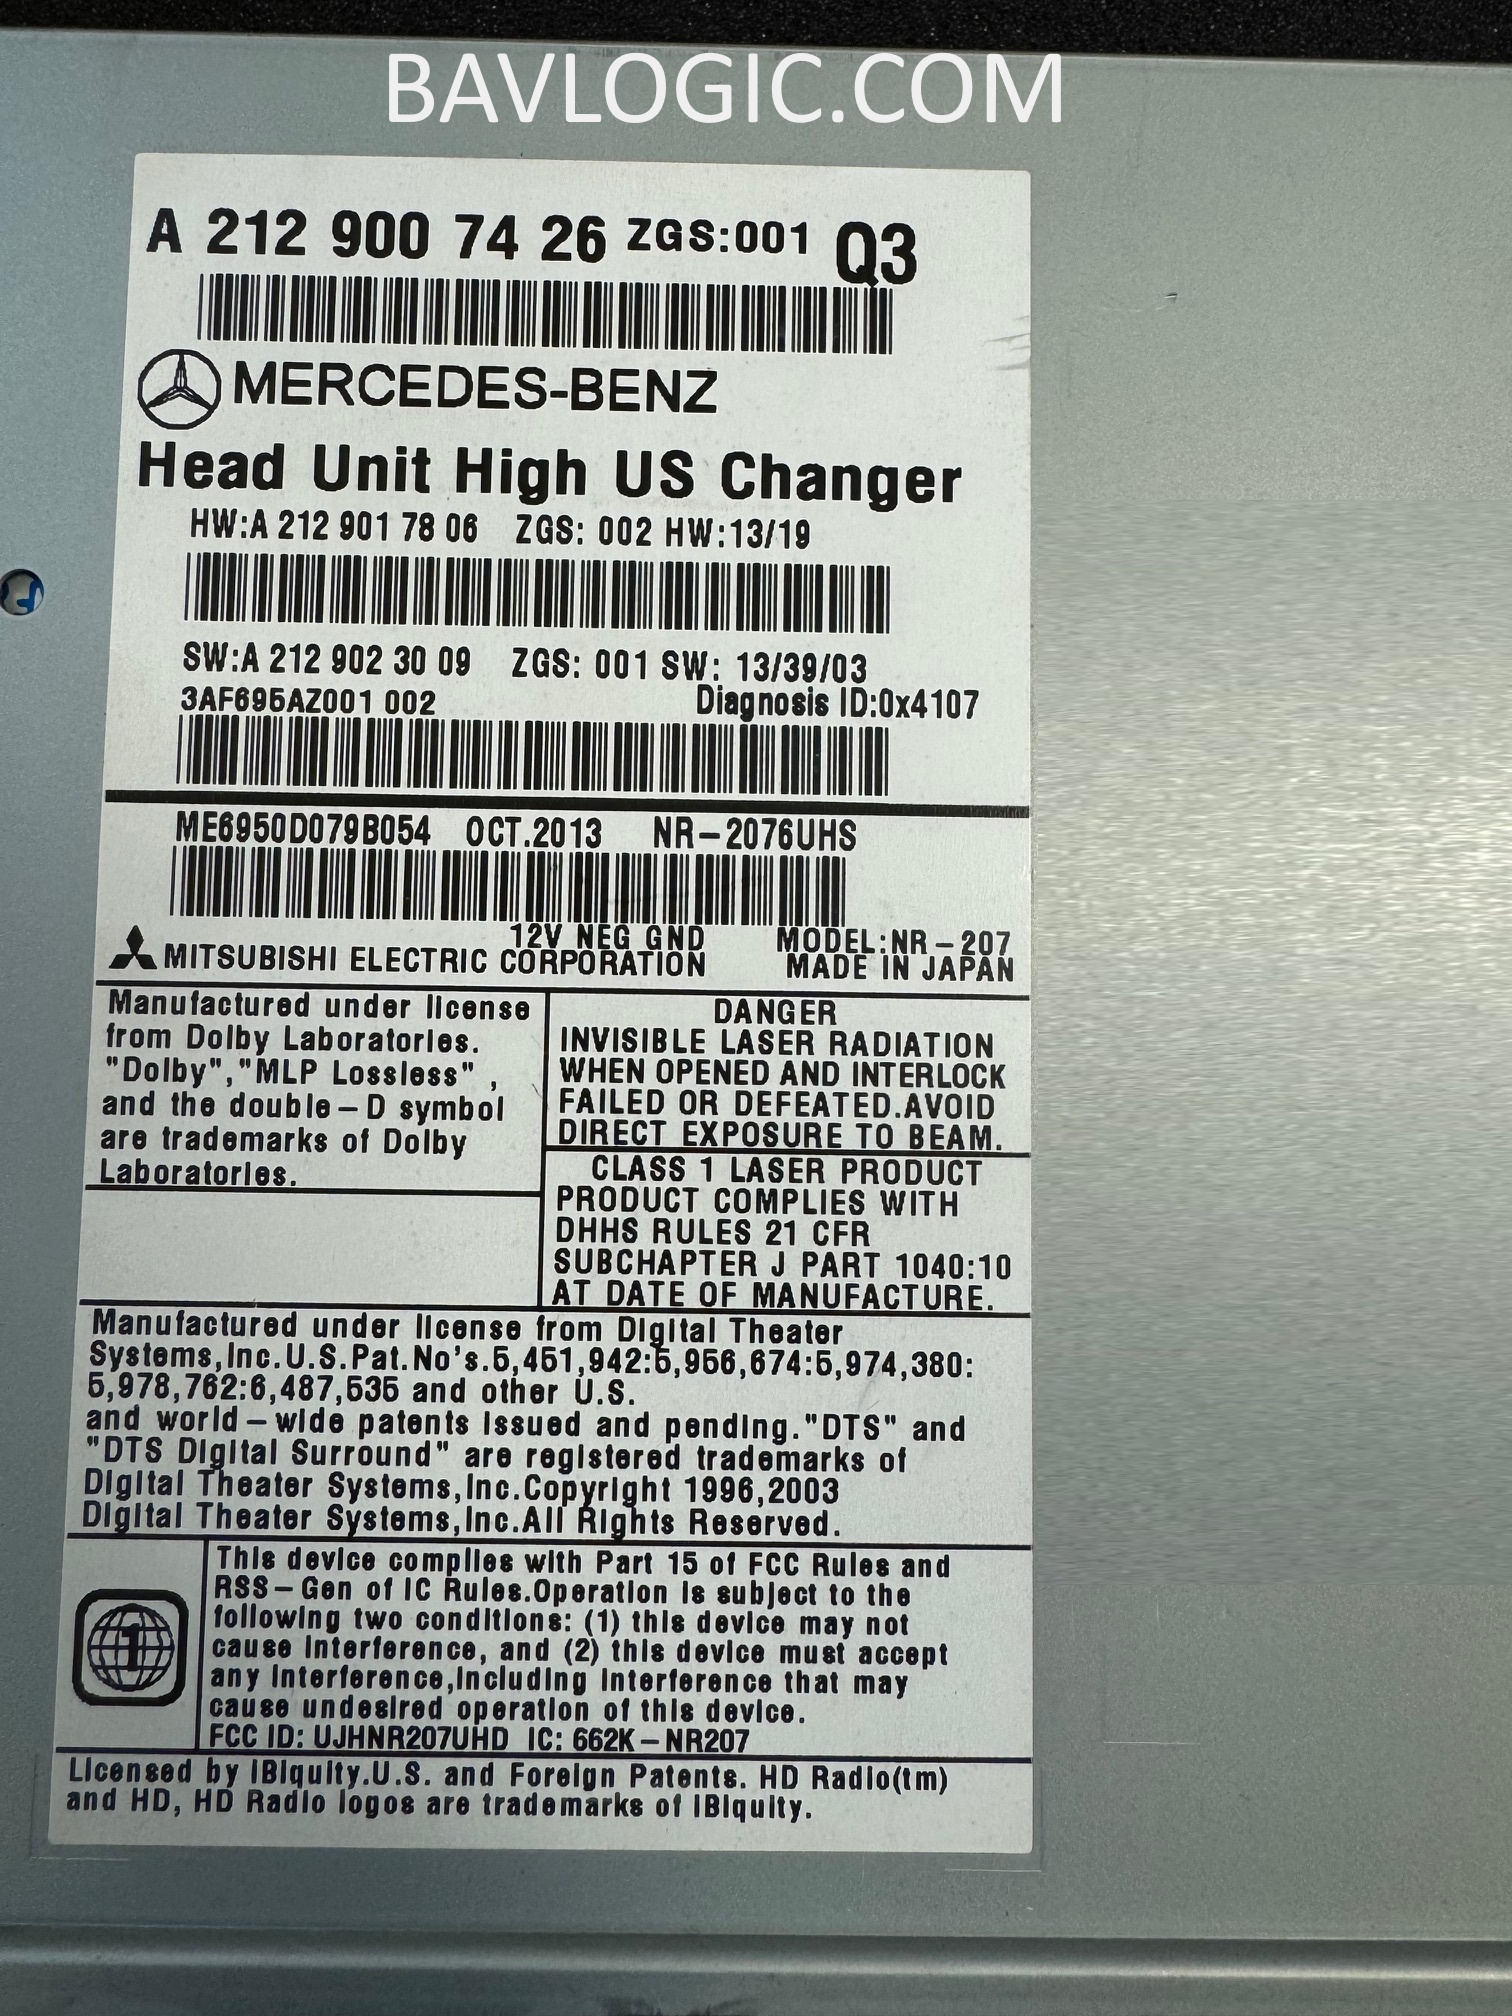 BAVLOGIC.COM
A 212 900 74 26 ZGS:001 Q3
MERCEDES-BENZ
Head Unit High US Changer
HW:A 212 901 78 06 ZGS: 002 HW:13/19
SW:A 212 902 30 09 ZGS: 001 SW: 13/39/03
3AF695AZ001 002 Diagnosis ID:0x4107
ME6950D079B054 OCT.2013 NR-2076UHS
12V NEG GND MODEL:NR-207
MITSUBISHI ELECTRIC CORPORATION MADE IN JAPAN
Manufactured under license
from Dolby Laboratories.
"Dolby","MLP Lossless" ,
and the double-D symbol
are trademarks of Dolby
Laboratories.
DANGER
INVISIBLE LASER RADIATION
WHEN OPENED AND INTERLOCK
FAILED OR DEFEATED.AVOID
DIRECT EXPOSURE TO BEAM.
CLASS 1 LASER PRODUCT
PRODUCT COMPLIES WITH
DHHS RULES 21 CFR
SUBCHAPTER J PART 1040:10
AT DATE OF MANUFACTURE.
Manufactured under license from Digital Theater
Systems,Inc.U.S.Pat.No's.5,451,942:5,956,674:5,974,380:
5,978,762:6,487,535 and other U.S.
and world-wide patents issued and pending."DTS" and
"DTS Digital Surround" are registered trademarks of
Digital Theater Systems,Inc.Copyright 1996,2003
Digital Theater Systems,Inc.All Rights Reserved.
1
This device complies with Part 15 of FCC Rules and
RSS-Gen of IC Rules.Operation is subject to the
following two conditions: (1) this device may not
cause interference, and (2) this device must accept
any interference,including interference that may
cause undesired operation of this device.
FCC ID: UJHNR207UHD IC: 662K-NR207
Licensed by iBiquity.U.S. and Foreign Patents. HD Radio(tm)
and HD, HD Radio logos are trademarks of iBiquity.